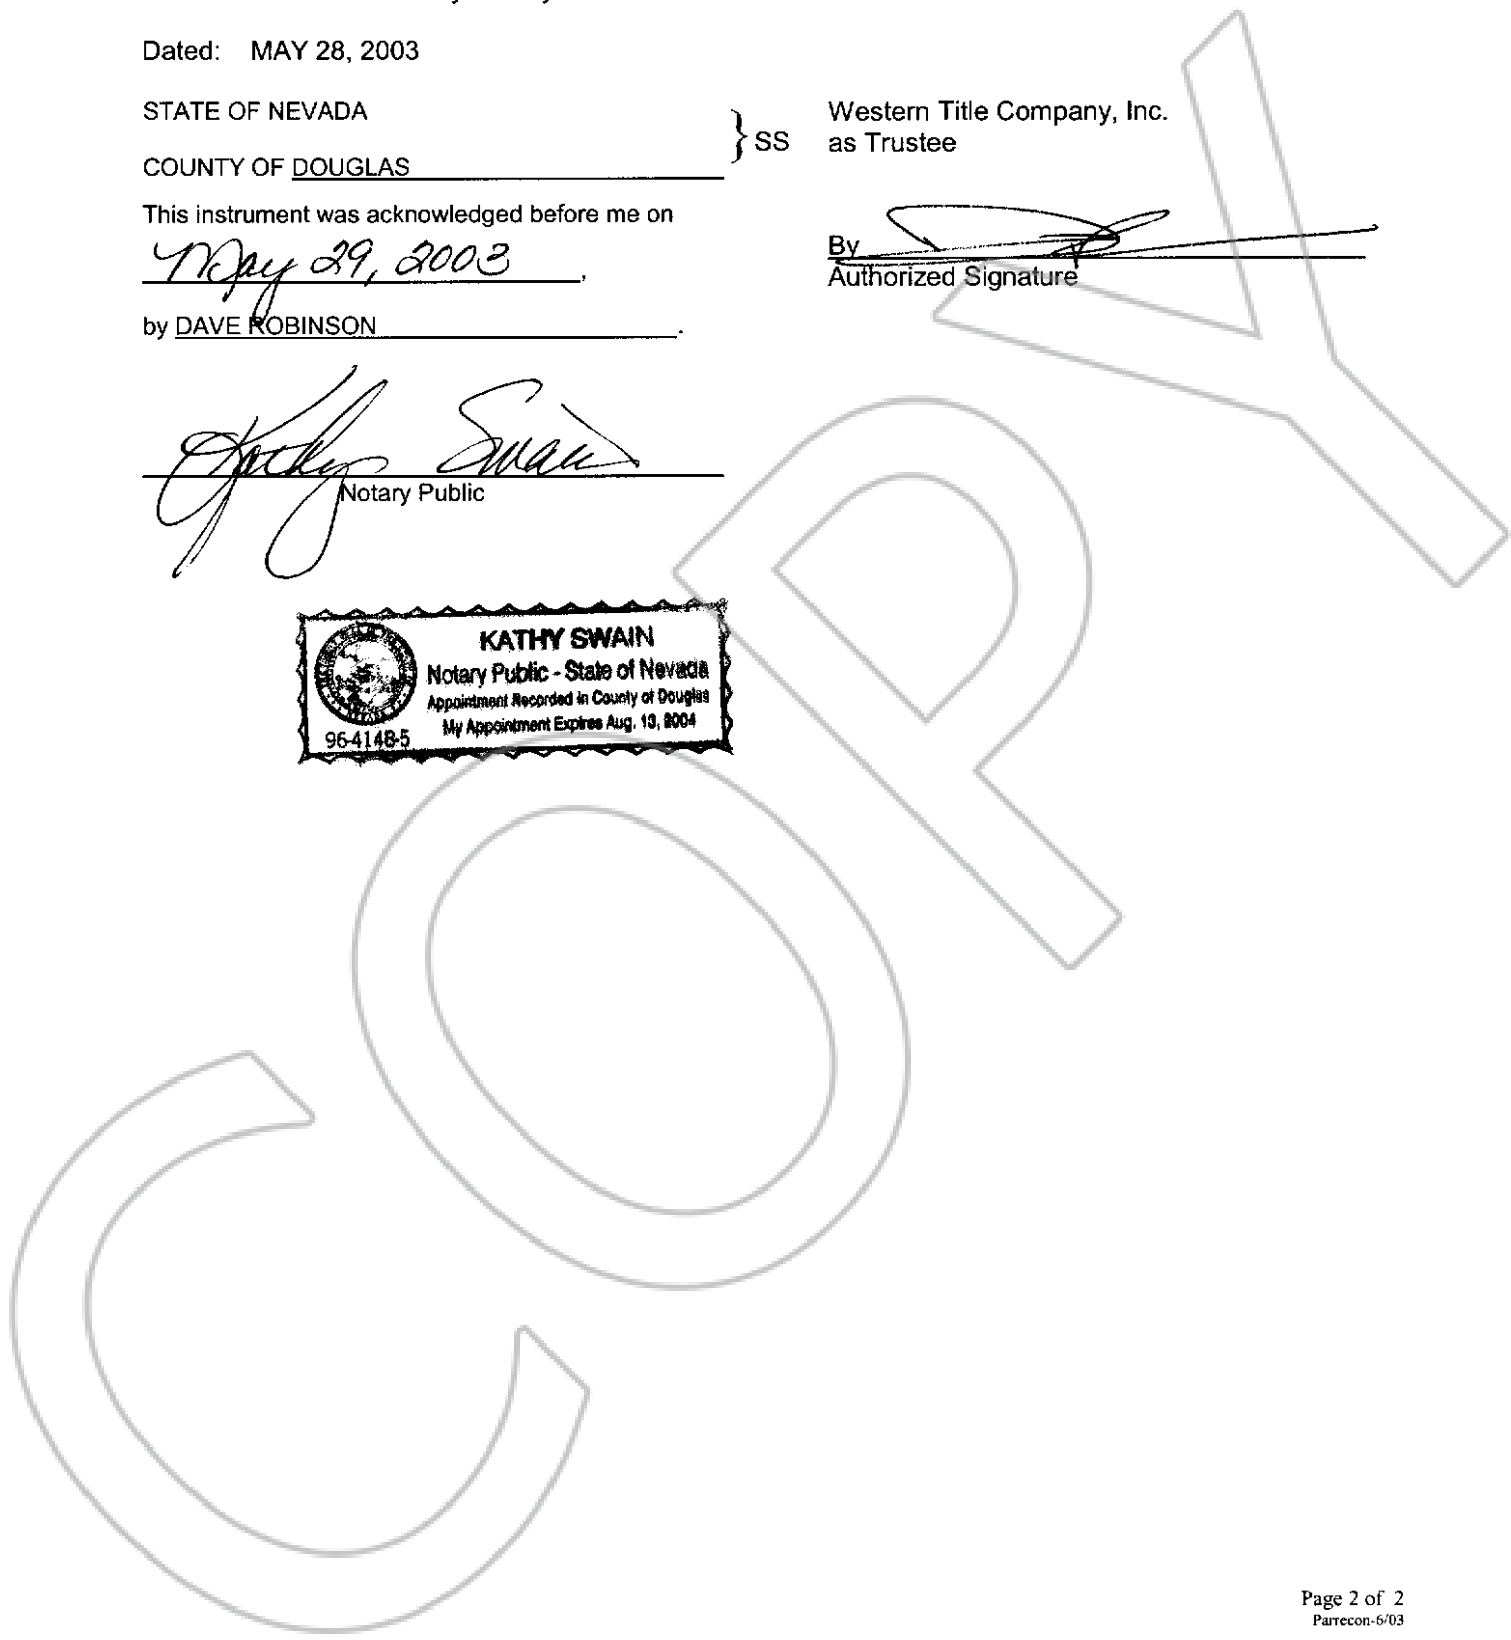 Dated: MAY 28, 2003
STATE OF NEVADA
COUNTY OF DOUGLAS
} SS
Western Title Company, Inc.
as Trustee
This instrument was acknowledged before me on
May 29, 2003,
by DAVE ROBINSON.
By
Authorized Signature
Kathy Swain
Notary Public
KATHY SWAIN
Notary Public - State of Nevada
Appointment Recorded in County of Douglas
My Appointment Expires Aug. 13, 2004
96-4148-5
COPY
Page 2 of 2
Parrecon-6/03